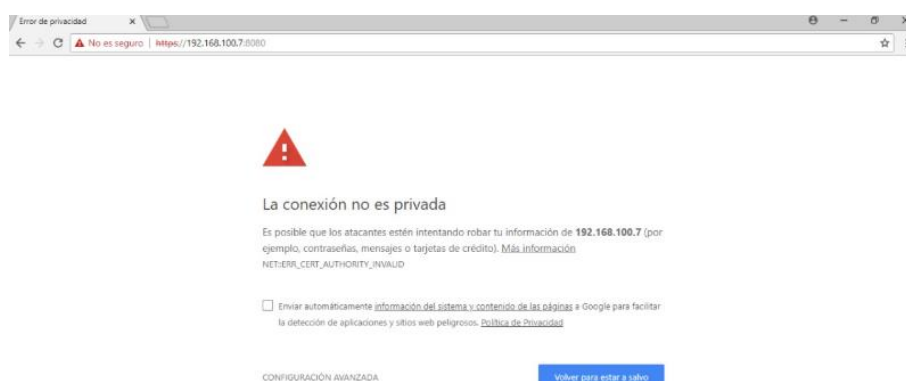 Error de privacidad
No es seguro | https://192.168.100.7:8080
La conexión no es privada
Es posible que los atacantes estén intentando robar tu información de 192.168.100.7 (por
ejemplo, contraseñas, mensajes o tarjetas de crédito). Más información
NET::ERR_CERT_AUTHORITY_INVALID
Enviar automáticamente información del sistema y contenido de las páginas a Google para facilitar
la detección de aplicaciones y sitios web peligrosos. Política de Privacidad
CONFIGURACIÓN AVANZADA
Volver para estar a salvo